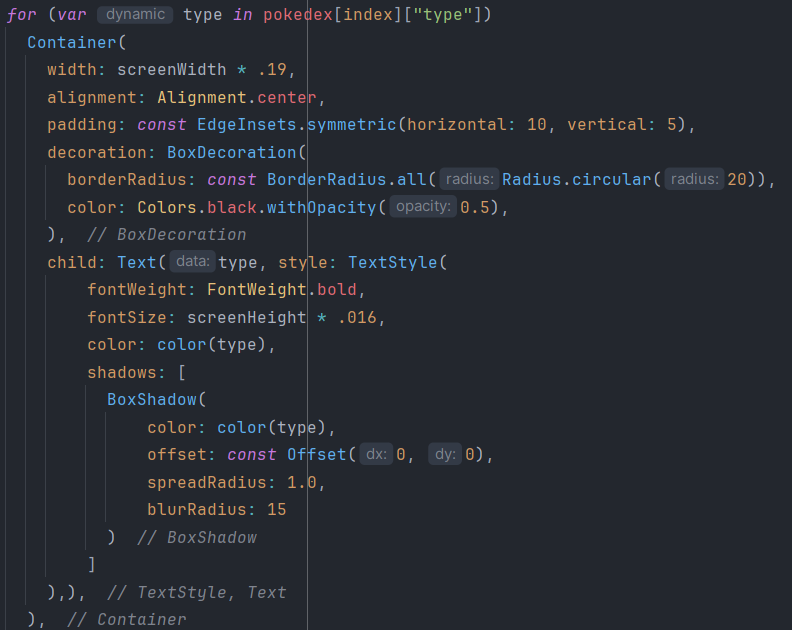 for (var dynamic type in pokedex[index]["type"])
Container(
width: screenWidth * .19,
alignment: Alignment.center,
padding: const EdgeInsets.symmetric(horizontal: 10, vertical: 5),
decoration: BoxDecoration(
borderRadius: const BorderRadius.all(radius: Radius.circular(radius: 20)),
color: Colors.black.withOpacity(opacity: 0.5),
), // BoxDecoration
child: Text(data: type, style: TextStyle(
fontWeight: FontWeight.bold,
fontSize: screenHeight * .016,
color: color(type),
shadows: [
BoxShadow(
color: color(type),
offset: const Offset(dx: 0, dy: 0),
spreadRadius: 1.0,
blurRadius: 15
) // BoxShadow
]
),), // TextStyle, Text
), // Container